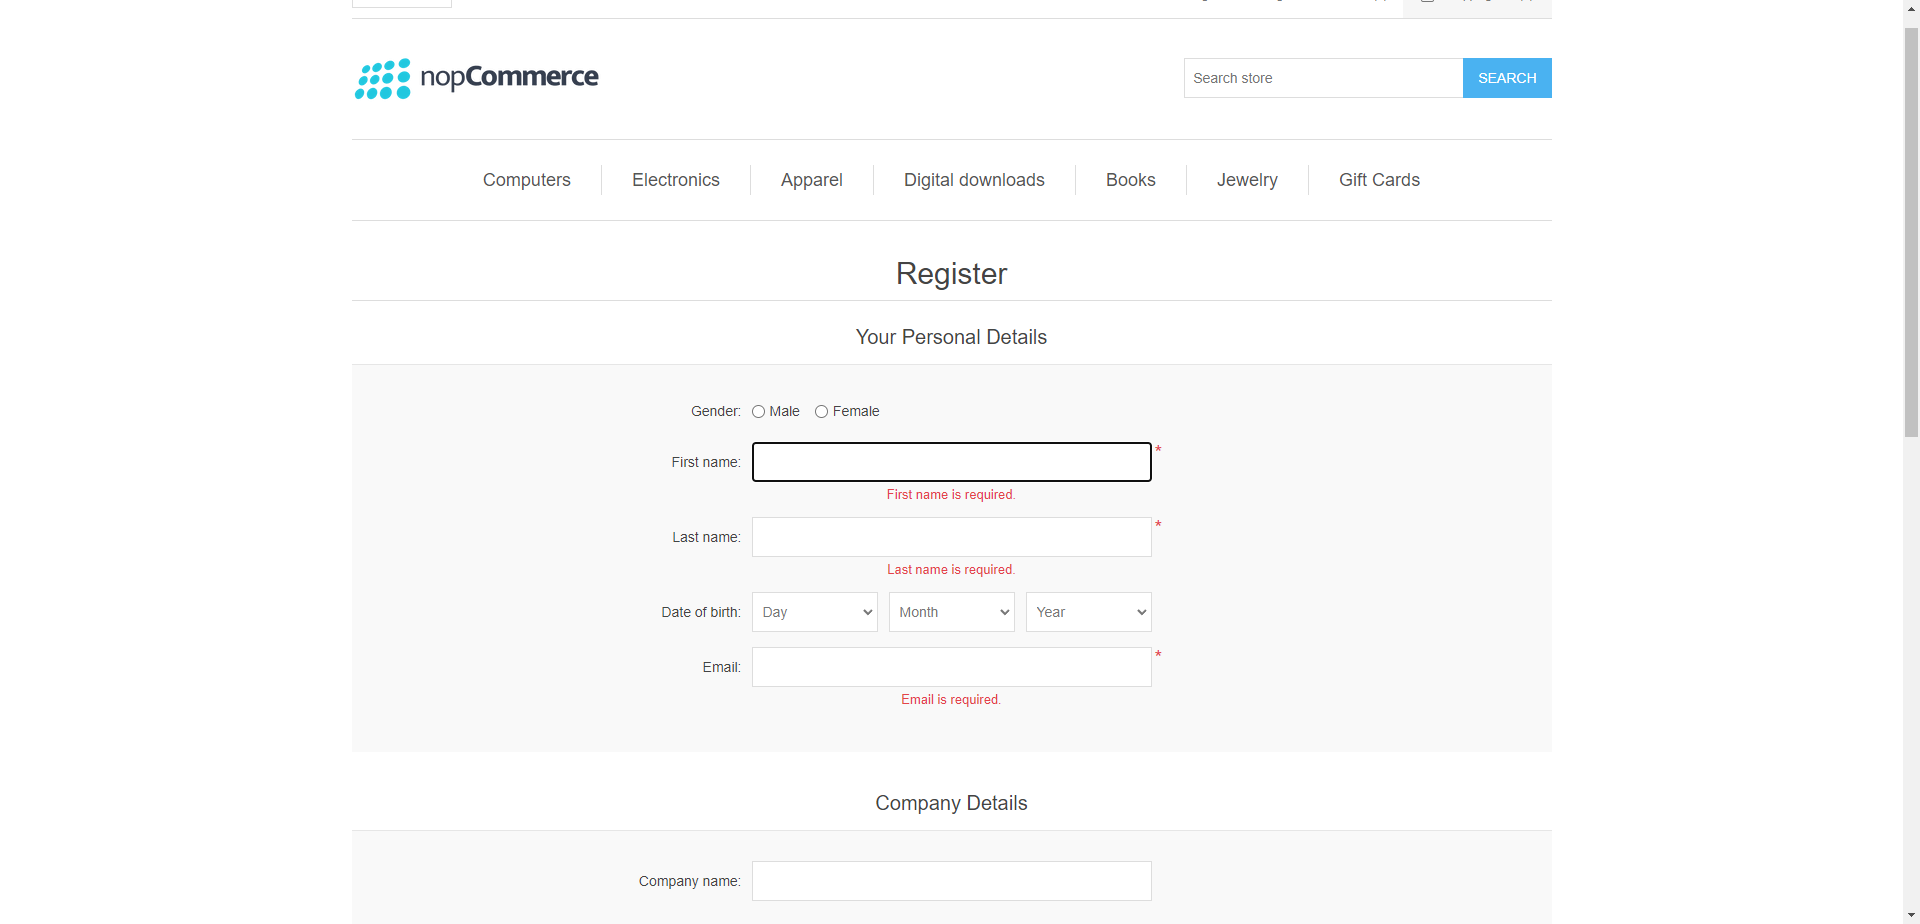 nopCommerce
Search store
SEARCH
Computers
Electronics
Apparel
Digital downloads
Books
Jewelry
Gift Cards
Register
Your Personal Details
Gender: Male Female
First name: *
First name is required.
Last name: *
Last name is required.
Date of birth: Day Month Year
Email: *
Email is required.
Company Details
Company name: